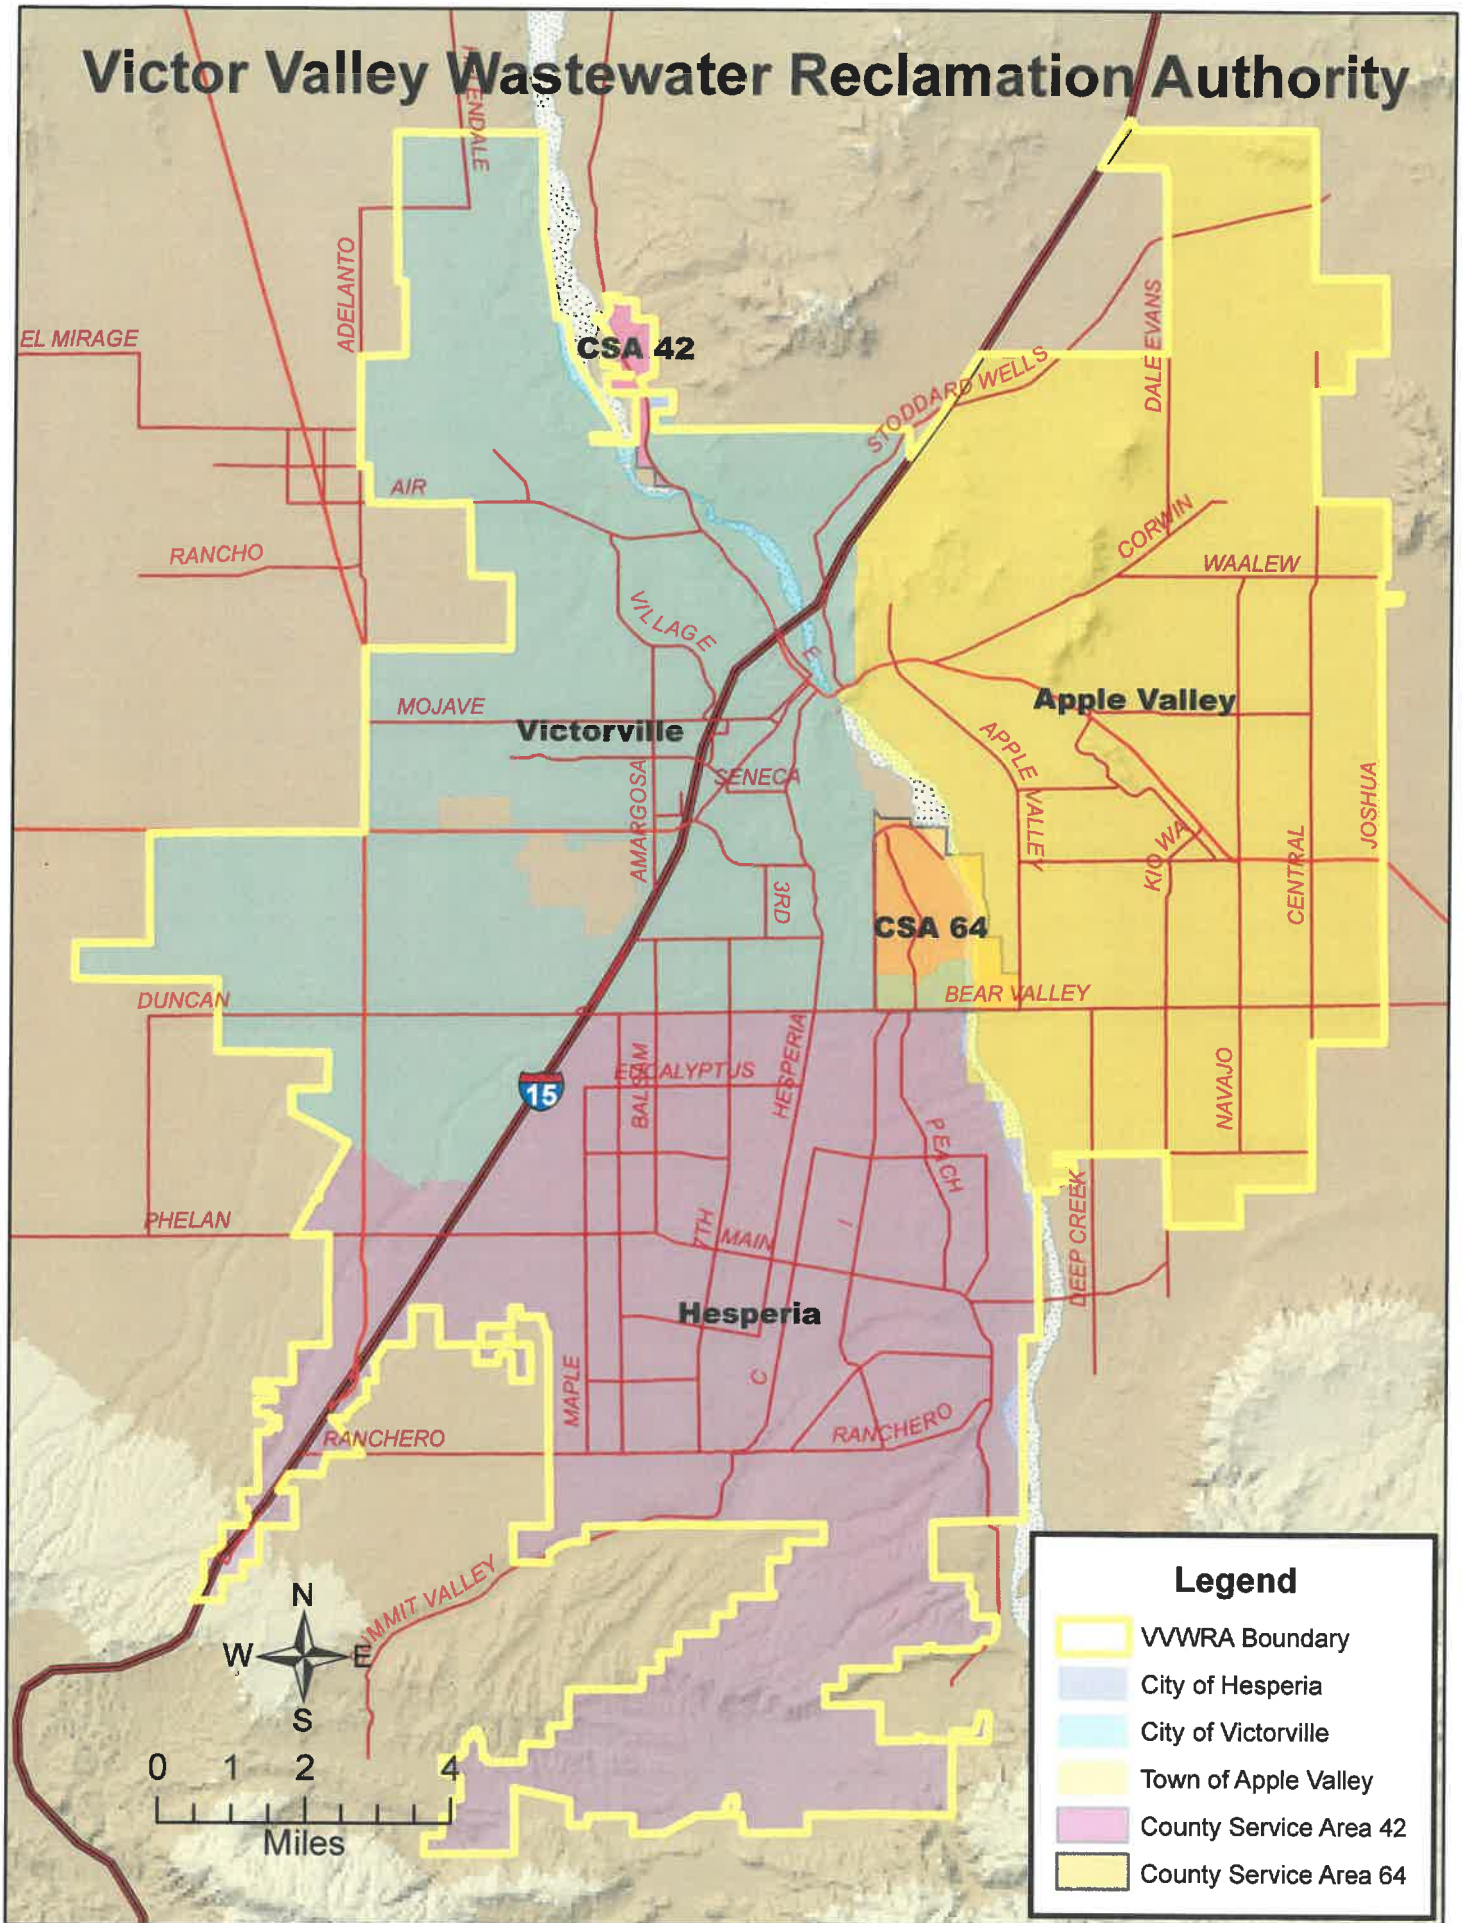 Victor Valley Wastewater Reclamation Authority
ADELANTO
EL MIRAGE
CSA 42
STODDARD WELLS
DALE EVANS
AIR
CORWIN
RANCHO
WAALEW
VILLAGE
E
MOJAVE
Victorville
Apple Valley
APPLE VALLEY
SENECA
AMARGOSA
JOSHUA
KIOWA
CENTRAL
3RD
CSA 64
DUNCAN
BEAR VALLEY
15
EUCALYPTUS
BALSAM
HESPERIA
NAVAJO
PEACH
PHELAN
7TH
MAIN
I
DEEP CREEK
Hesperia
MAPLE
C
RANCHERO
RANCHERO
N
W
E
S
0 1 2 4
Miles
Legend
VVWRA Boundary
City of Hesperia
City of Victorville
Town of Apple Valley
County Service Area 42
County Service Area 64